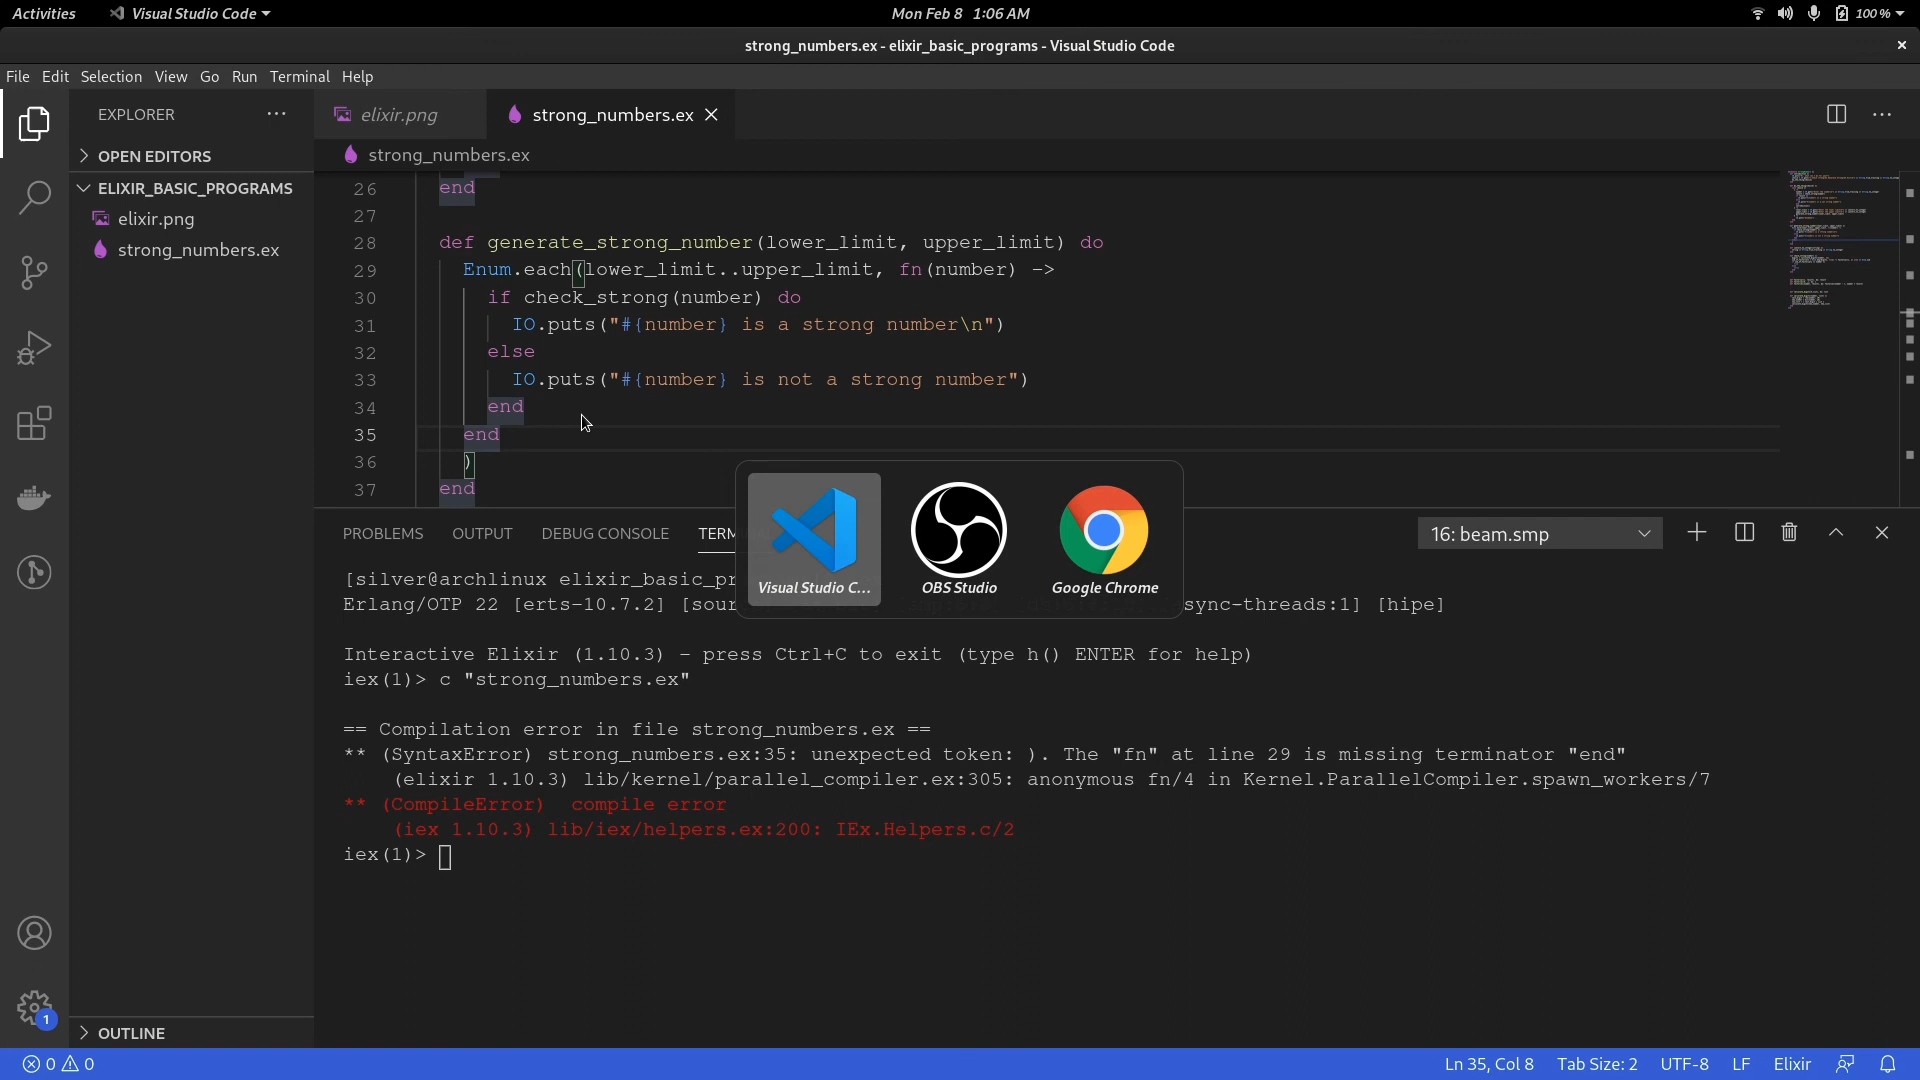 Activities Visual Studio Code Mon Feb 8 1:06 AM 100 %
strong_numbers.ex - elixir_basic_programs - Visual Studio Code
File Edit Selection View Go Run Terminal Help
EXPLORER
elixir.png strong_numbers.ex
OPEN EDITORS
strong_numbers.ex
ELIXIR_BASIC_PROGRAMS
elixir.png
strong_numbers.ex
26 end
27
28 def generate_strong_number(lower_limit, upper_limit) do
29 Enum.each(lower_limit..upper_limit, fn(number) ->
30 if check_strong(number) do
31 IO.puts("#{number} is a strong number\n")
32 else
33 IO.puts("#{number} is not a strong number")
34 end
35 end
36 )
37 end
Visual Studio C... OBS Studio Google Chrome
PROBLEMS OUTPUT DEBUG CONSOLE TERM 16: beam.smp
[silver@archlinux elixir_basic_pr
Erlang/OTP 22 [erts-10.7.2] [sour sync-threads:1] [hipe]
Interactive Elixir (1.10.3) - press Ctrl+C to exit (type h() ENTER for help)
iex(1)> c "strong_numbers.ex"
== Compilation error in file strong_numbers.ex ==
** (SyntaxError) strong_numbers.ex:35: unexpected token: ). The "fn" at line 29 is missing terminator "end"
(elixir 1.10.3) lib/kernel/parallel_compiler.ex:305: anonymous fn/4 in Kernel.ParallelCompiler.spawn_workers/7
** (CompileError) compile error
(iex 1.10.3) lib/iex/helpers.ex:200: IEx.Helpers.c/2
iex(1)>
1
OUTLINE
0 0 Ln 35, Col 8 Tab Size: 2 UTF-8 LF Elixir